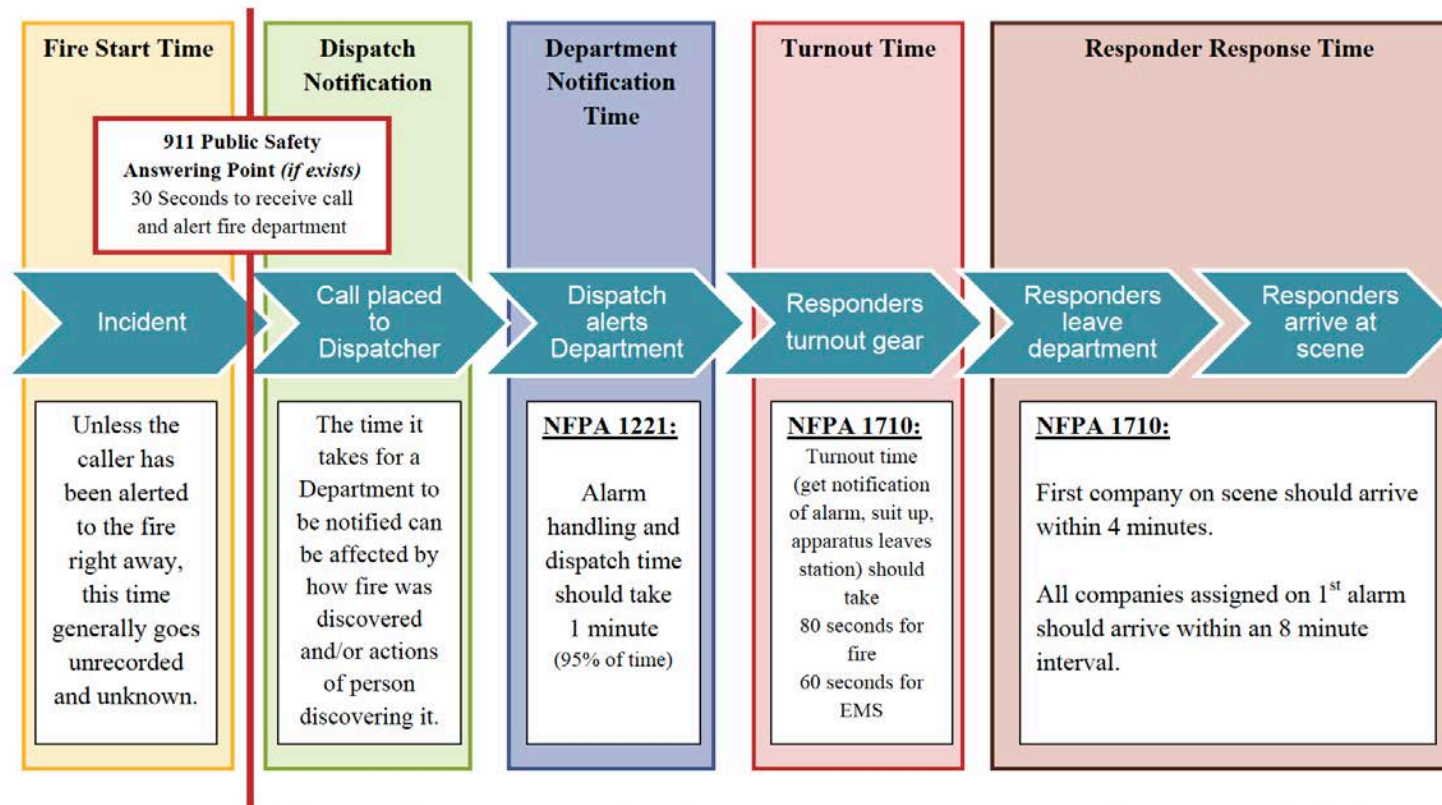 Fire Start Time
911 Public Safety
Answering Point (if exists)
30 Seconds to receive call
and alert fire department
Incident
Unless the
caller has
been alerted
to the fire
right away,
this time
generally goes
unrecorded
and unknown.
Dispatch
Notification
Call placed
to
Dispatcher
The time it
takes for a
Department to
be notified can
be affected by
how fire was
discovered
and/or actions
of person
discovering it.
Department
Notification
Time
Dispatch
alerts
Department
NFPA 1221:
Alarm
handling and
dispatch time
should take
1 minute
(95% of time)
Turnout Time
Responders
turnout gear
NFPA 1710:
Turnout time
(get notification
of alarm, suit up,
apparatus leaves
station) should
take
80 seconds for
fire
60 seconds for
EMS
Responder Response Time
Responders
leave
department
Responders
arrive at
scene
NFPA 1710:
First company on scene should arrive
within 4 minutes.
All companies assigned on 1st alarm
should arrive within an 8 minute
interval.